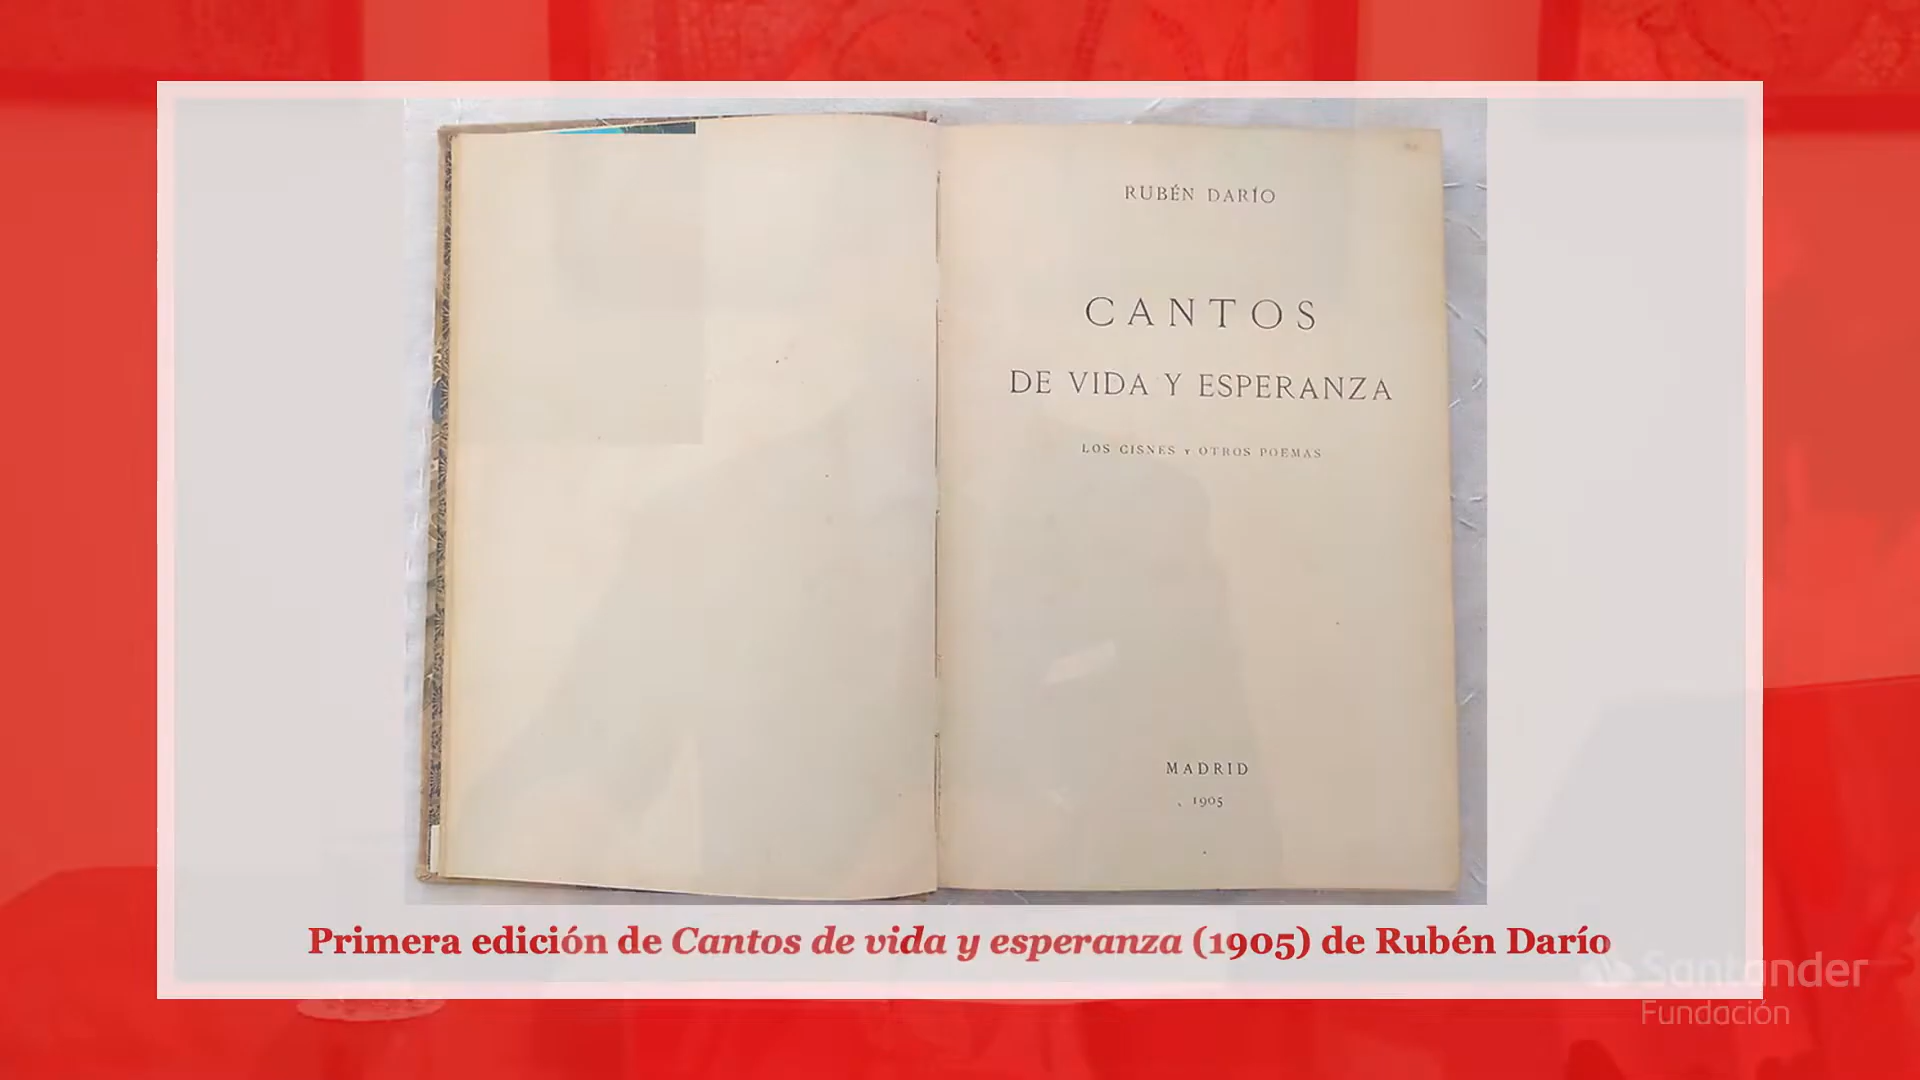 RUBÉN DARÍO
CANTOS
DE VIDA Y ESPERANZA
LOS CISNES Y OTROS POEMAS
MADRID
1905
Primera edición de Cantos de vida y esperanza (1905) de Rubén Darío
Santander
Fundación